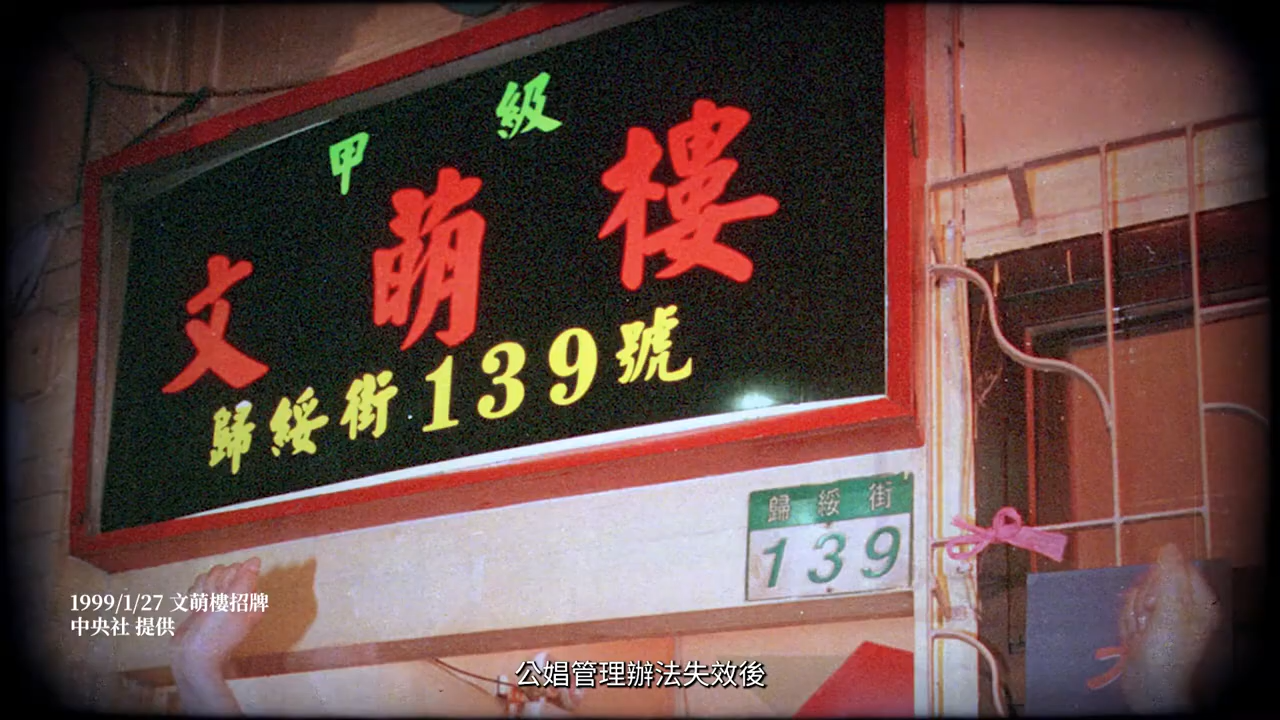 甲 級
文萌樓
歸綏街139號
歸綏街
139
1999/1/27 文萌樓招牌
中央社 提供
公娼管理辦法失效後